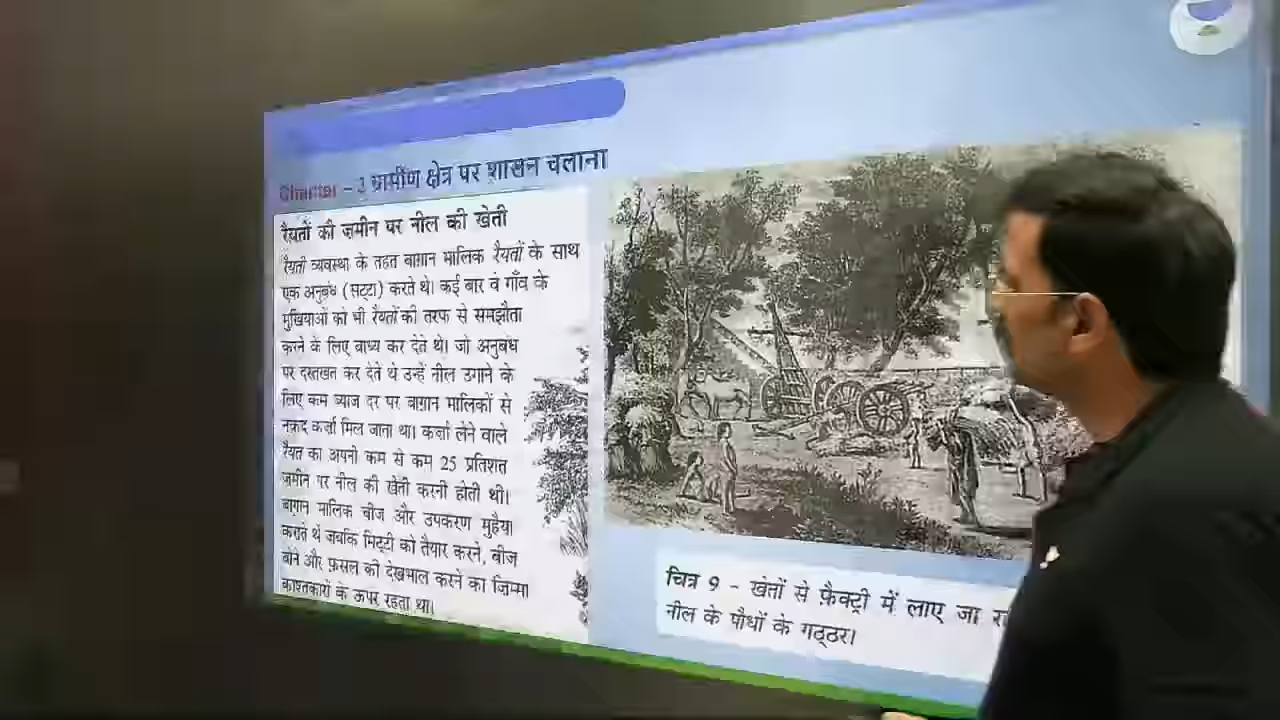 Chapter – 3 ग्रामीण क्षेत्र पर शासन चलाना
रैयतों की ज़मीन पर नील की खेती
रैयती व्यवस्था के तहत बाग़ान मालिक रैयतों के साथ
एक अनुबंध (सट्टा) करते थे। कई बार वे गाँव के
मुखियाओं को भी रैयतों की तरफ से समझौता
करने के लिए बाध्य कर देते थे। जो अनुबंध
पर दस्तख़त कर देते थे उन्हें नील उगाने के
लिए कम ब्याज दर पर बाग़ान मालिकों से
नक़द कर्ज़ा मिल जाता था। कर्ज़ा लेने वाले
रैयत को अपनी कम से कम 25 प्रतिशत
ज़मीन पर नील की खेती करनी होती थी।
बाग़ान मालिक बीज और उपकरण मुहैया
कराते थे जबकि मिट्टी को तैयार करने, बीज
बोने और फ़सल की देखभाल करने का ज़िम्मा
काश्तकारों के ऊपर रहता था।
चित्र 9 – खेतों से फ़ैक्ट्री में लाए जा
नील के पौधों के गट्ठर।